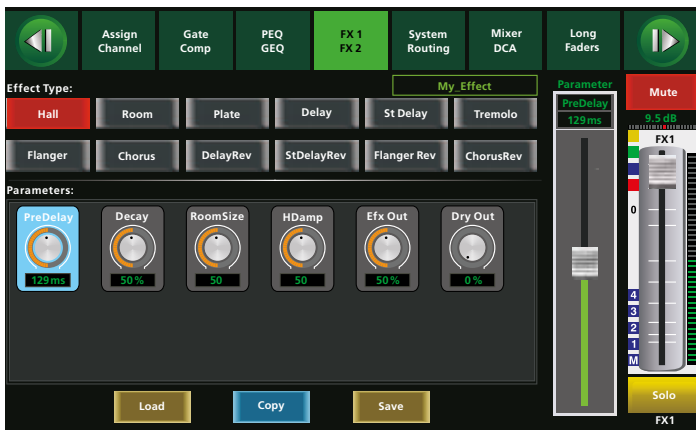 Assign
Channel
Gate
Comp
PEQ
GEQ
FX 1
FX 2
System
Routing
Mixer
DCA
Long
Faders
Effect Type:
My_Effect
Hall
Room
Plate
Delay
St Delay
Tremolo
Flanger
Chorus
DelayRev
StDelayRev
Flanger Rev
ChorusRev
Parameters:
PreDelay
129 ms
Decay
50 %
RoomSize
50
HDamp
50
Efx Out
50 %
Dry Out
0 %
Load
Copy
Save
Parameter
PreDelay
129 ms
Mute
9.5 dB
FX1
0
4
3
2
1
M
Solo
FX1